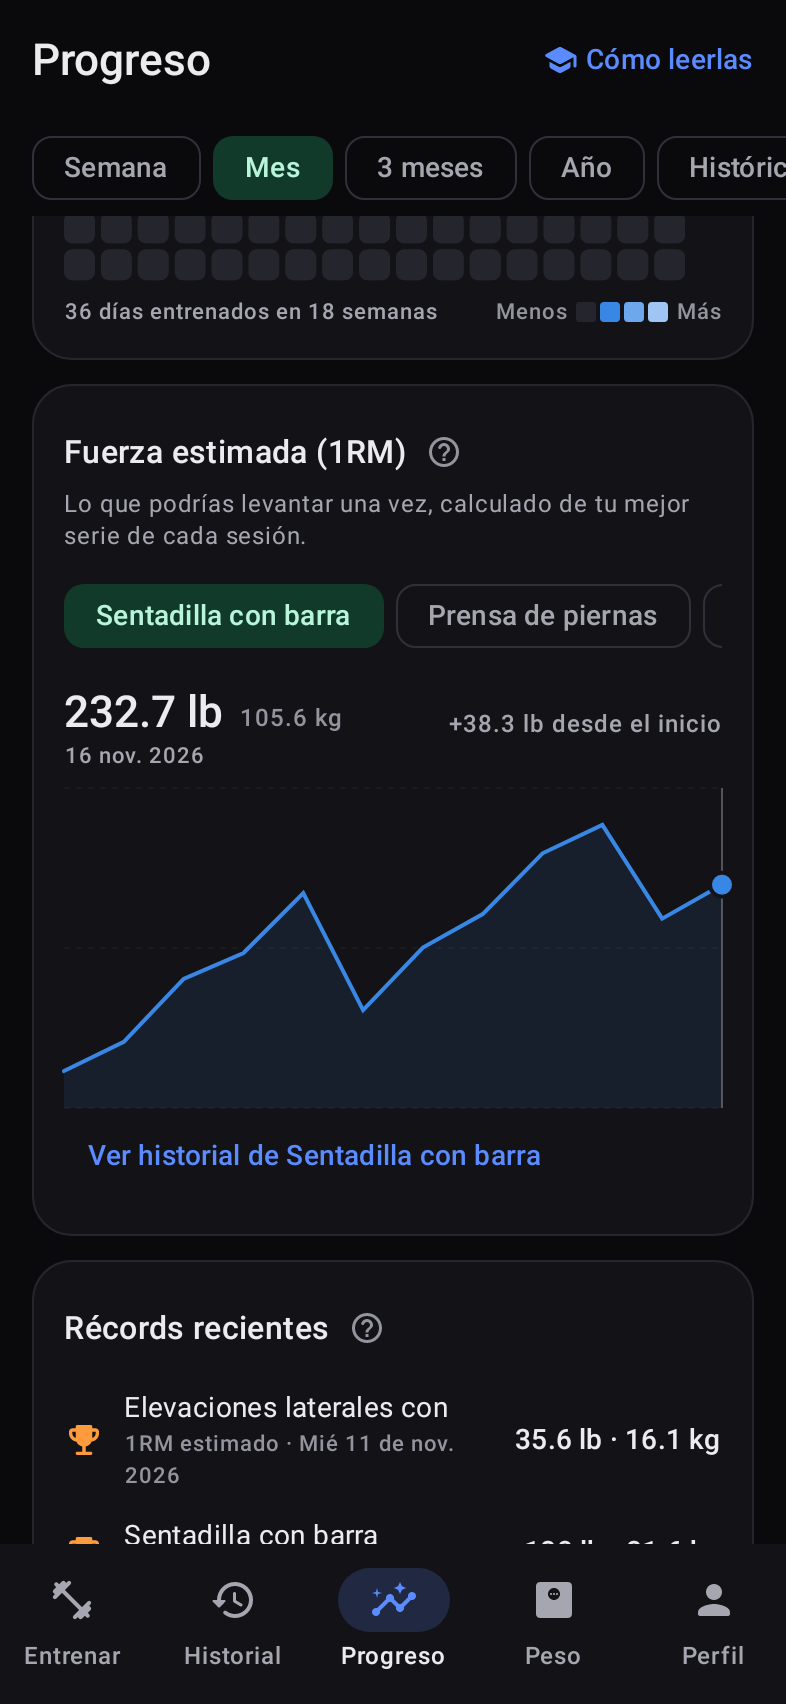 Progreso
Cómo leerlas
Semana
Mes
3 meses
Año
Históric
36 días entrenados en 18 semanas
Menos
Más
Fuerza estimada (1RM)
Lo que podrías levantar una vez, calculado de tu mejor
serie de cada sesión.
Sentadilla con barra
Prensa de piernas
232.7 lb 105.6 kg
+38.3 lb desde el inicio
16 nov. 2026
Ver historial de Sentadilla con barra
Récords recientes
Elevaciones laterales con
1RM estimado · Mié 11 de nov.
2026
35.6 lb · 16.1 kg
Sentadilla con barra
Entrenar
Historial
Progreso
Peso
Perfil